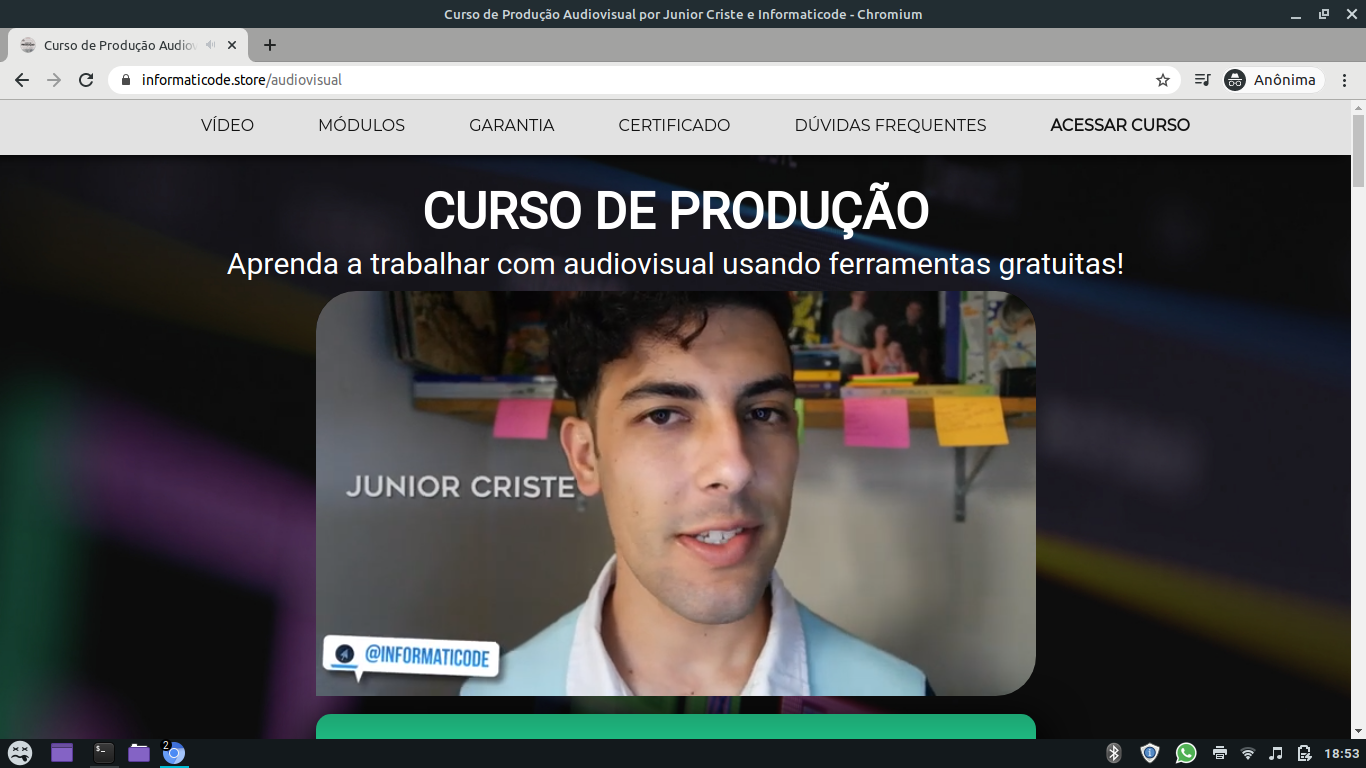 Curso de Produção Audiovisual por Junior Criste e Informaticode - Chromium
Curso de Produção Audiov
informaticode.store/audiovisual
Anônima
VÍDEO MÓDULOS GARANTIA CERTIFICADO DÚVIDAS FREQUENTES ACESSAR CURSO
CURSO DE PRODUÇÃO
Aprenda a trabalhar com audiovisual usando ferramentas gratuitas!
JUNIOR CRISTE
@INFORMATICODE
2
18:53